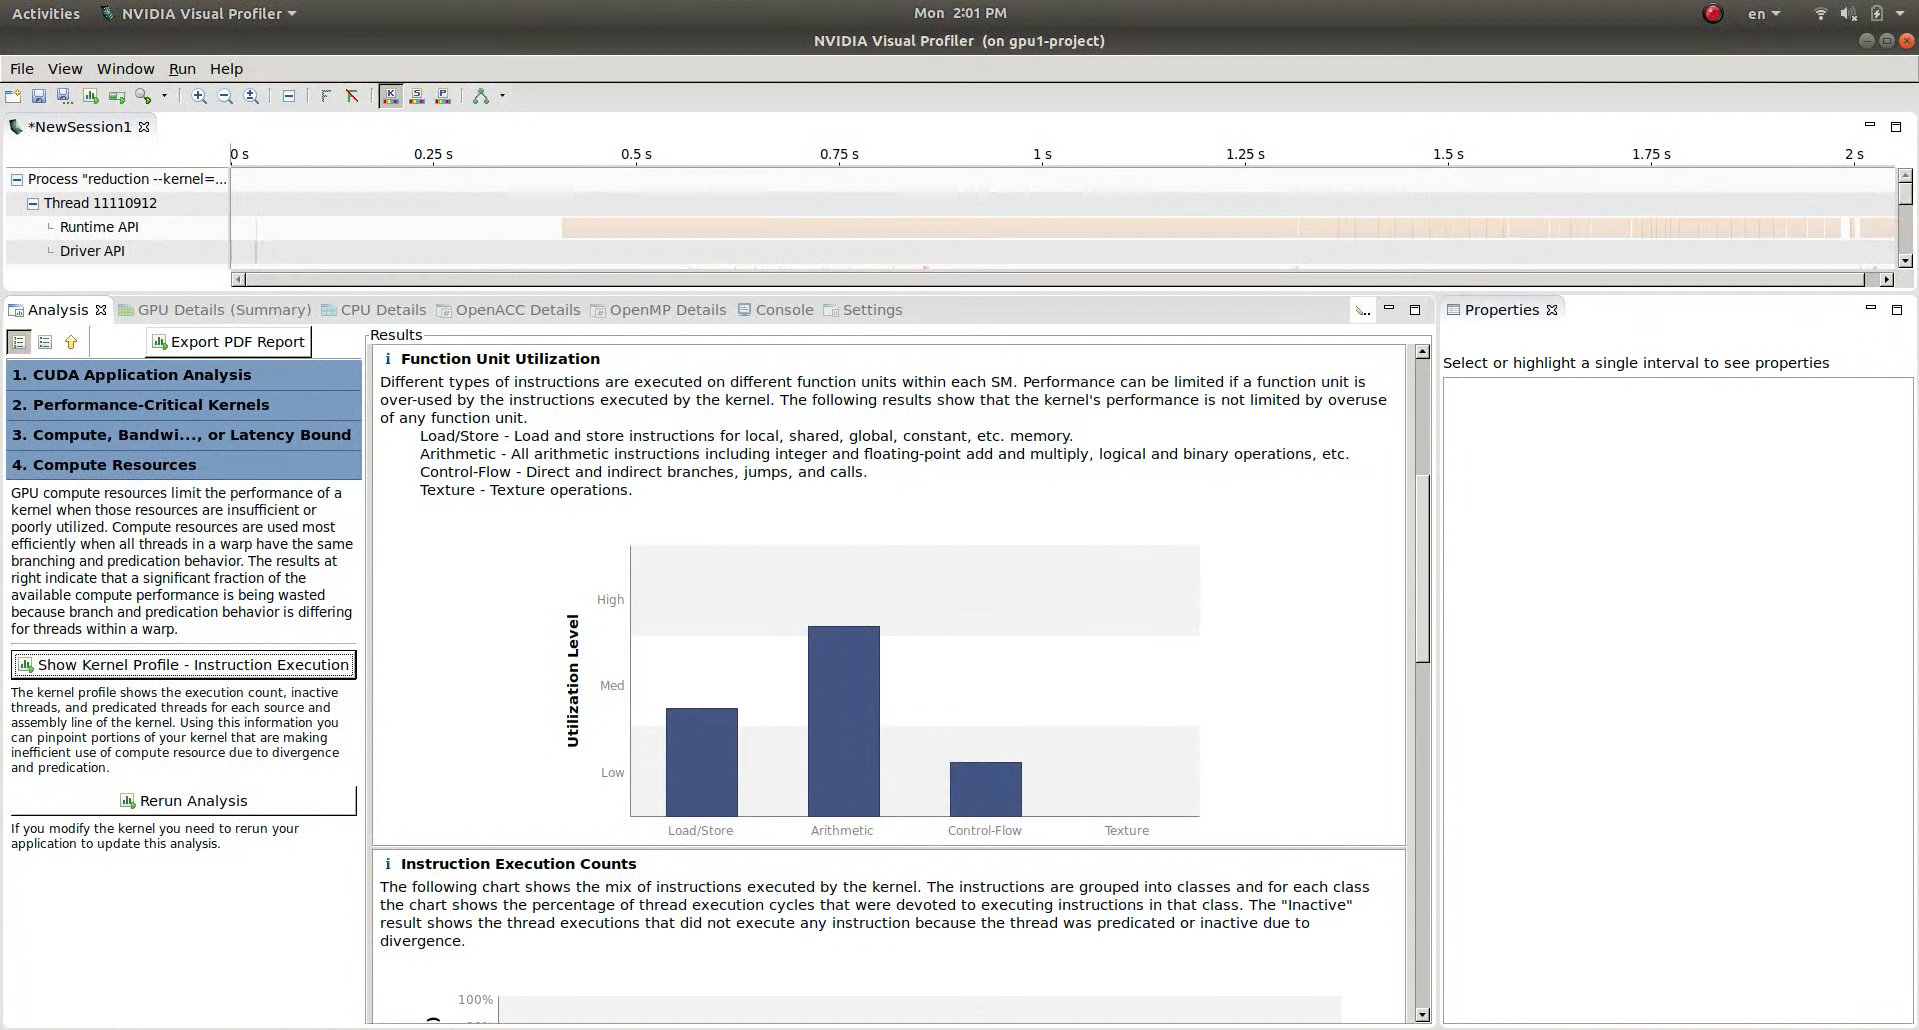 Activities NVIDIA Visual Profiler Mon 2:01 PM en
NVIDIA Visual Profiler (on gpu1-project)
File View Window Run Help
K S P
*NewSession1
0 s 0.25 s 0.5 s 0.75 s 1 s 1.25 s 1.5 s 1.75 s 2 s
Process "reduction --kernel=...
Thread 11110912
Runtime API
Driver API
Analysis GPU Details (Summary) CPU Details OpenACC Details OpenMP Details Console Settings
Properties
Export PDF Report
1. CUDA Application Analysis
2. Performance-Critical Kernels
3. Compute, Bandwi..., or Latency Bound
4. Compute Resources
GPU compute resources limit the performance of a
kernel when those resources are insufficient or
poorly utilized. Compute resources are used most
efficiently when all threads in a warp have the same
branching and predication behavior. The results at
right indicate that a significant fraction of the
available compute performance is being wasted
because branch and predication behavior is differing
for threads within a warp.
Show Kernel Profile - Instruction Execution
The kernel profile shows the execution count, inactive
threads, and predicated threads for each source and
assembly line of the kernel. Using this information you
can pinpoint portions of your kernel that are making
inefficient use of compute resource due to divergence
and predication.
Rerun Analysis
If you modify the kernel you need to rerun your
application to update this analysis.
Results
i Function Unit Utilization
Different types of instructions are executed on different function units within each SM. Performance can be limited if a function unit is
over-used by the instructions executed by the kernel. The following results show that the kernel's performance is not limited by overuse
of any function unit.
Load/Store - Load and store instructions for local, shared, global, constant, etc. memory.
Arithmetic - All arithmetic instructions including integer and floating-point add and multiply, logical and binary operations, etc.
Control-Flow - Direct and indirect branches, jumps, and calls.
Texture - Texture operations.
Utilization Level
High
Med
Low
Load/Store Arithmetic Control-Flow Texture
i Instruction Execution Counts
The following chart shows the mix of instructions executed by the kernel. The instructions are grouped into classes and for each class
the chart shows the percentage of thread execution cycles that were devoted to executing instructions in that class. The "Inactive"
result shows the thread executions that did not execute any instruction because the thread was predicated or inactive due to
divergence.
100%
Select or highlight a single interval to see properties